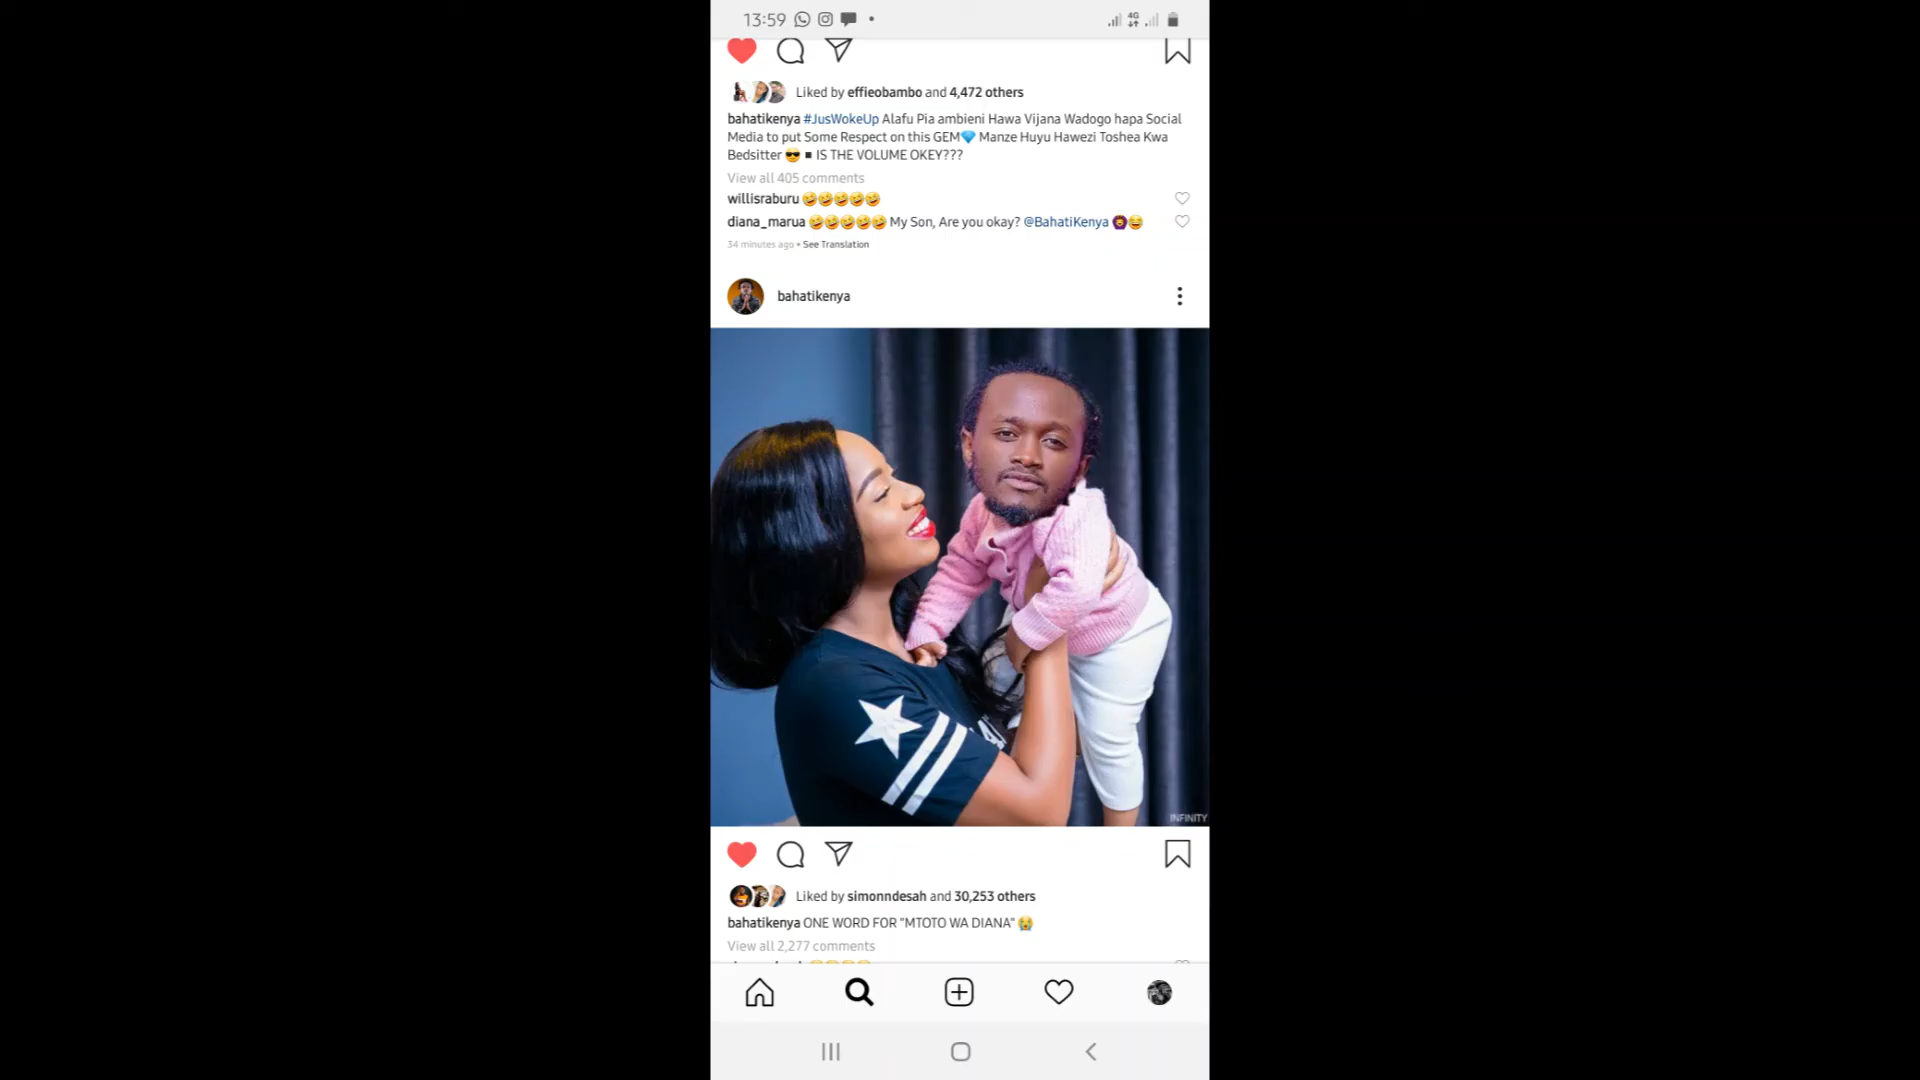 13:59
4G
Liked by effieobambo and 4,472 others
bahatikenya #JusWokeUp Alafu Pia ambieni Hawa Vijana Wadogo hapa Social
Media to put Some Respect on this GEM💎 Manze Huyu Hawezi Toshea Kwa
Bedsitter 😎▪️IS THE VOLUME OKEY???
View all 405 comments
willisraburu 🤣🤣🤣🤣🤣
diana_marua 🤣🤣🤣🤣🤣 My Son, Are you okay? @BahatiKenya 🙆‍♀️😂
34 minutes ago • See Translation
bahatikenya
INFINITY
Liked by simonndesah and 30,253 others
bahatikenya ONE WORD FOR "MTOTO WA DIANA" 😭
View all 2,277 comments